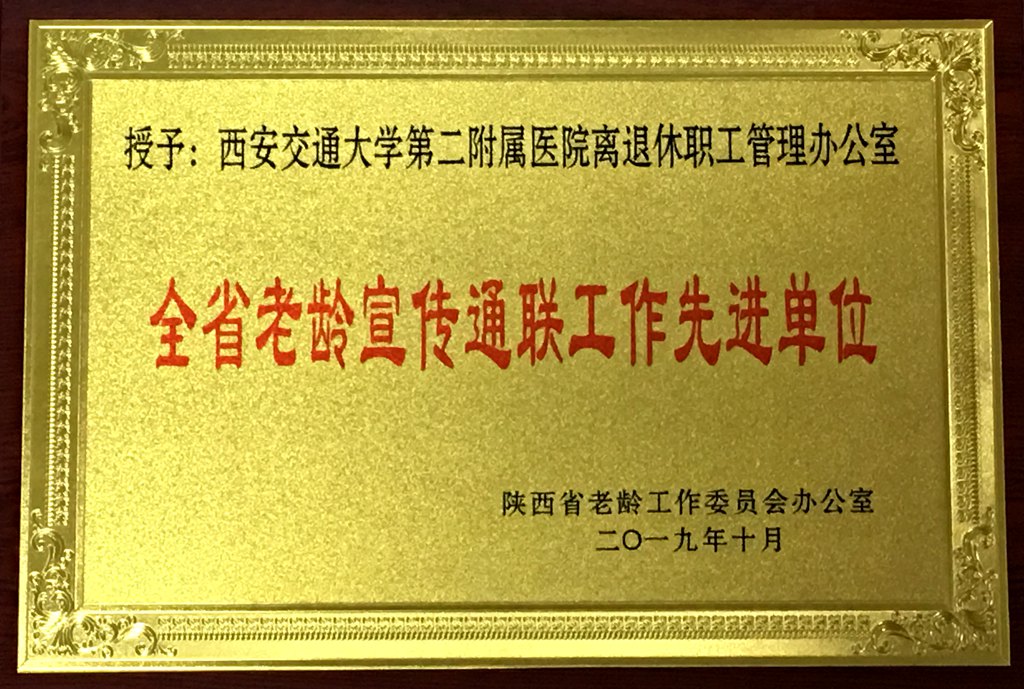 授予：西安交通大学第二附属医院离退休职工管理办公室
全省老龄宣传通联工作先进单位
陕西省老龄工作委员会办公室
二〇一九年十月